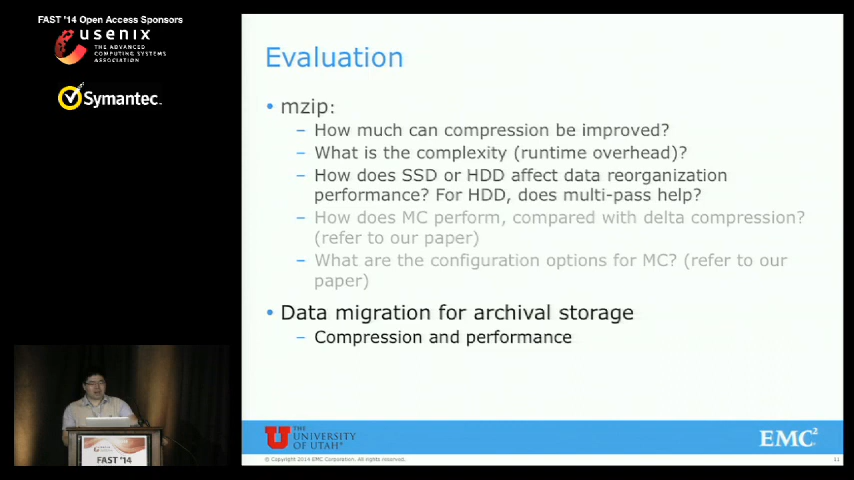 FAST '14 Open Access Sponsors
usenix
THE ADVANCED
COMPUTING SYSTEMS
ASSOCIATION
Symantec.
Evaluation
• mzip:
– How much can compression be improved?
– What is the complexity (runtime overhead)?
– How does SSD or HDD affect data reorganization
performance? For HDD, does multi-pass help?
– How does MC perform, compared with delta compression?
(refer to our paper)
– What are the configuration options for MC? (refer to our
paper)
• Data migration for archival storage
– Compression and performance
THE
UNIVERSITY
OF UTAH
EMC²
© Copyright 2014 EMC Corporation. All rights reserved.
11
FAST '14